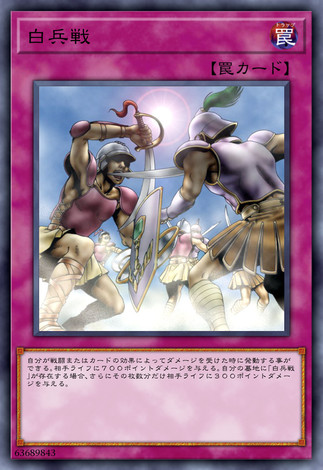 白兵戦
トラップ
罠
【罠カード】
自分が戦闘またはカードの効果によってダメージを受けた時に発動する事が
できる。相手ライフに700ポイントダメージを与える。自分の墓地に「白兵戦
」が存在する場合、さらにその枚数分だけ相手ライフに300ポイントダメー
ジを与える。
63689843